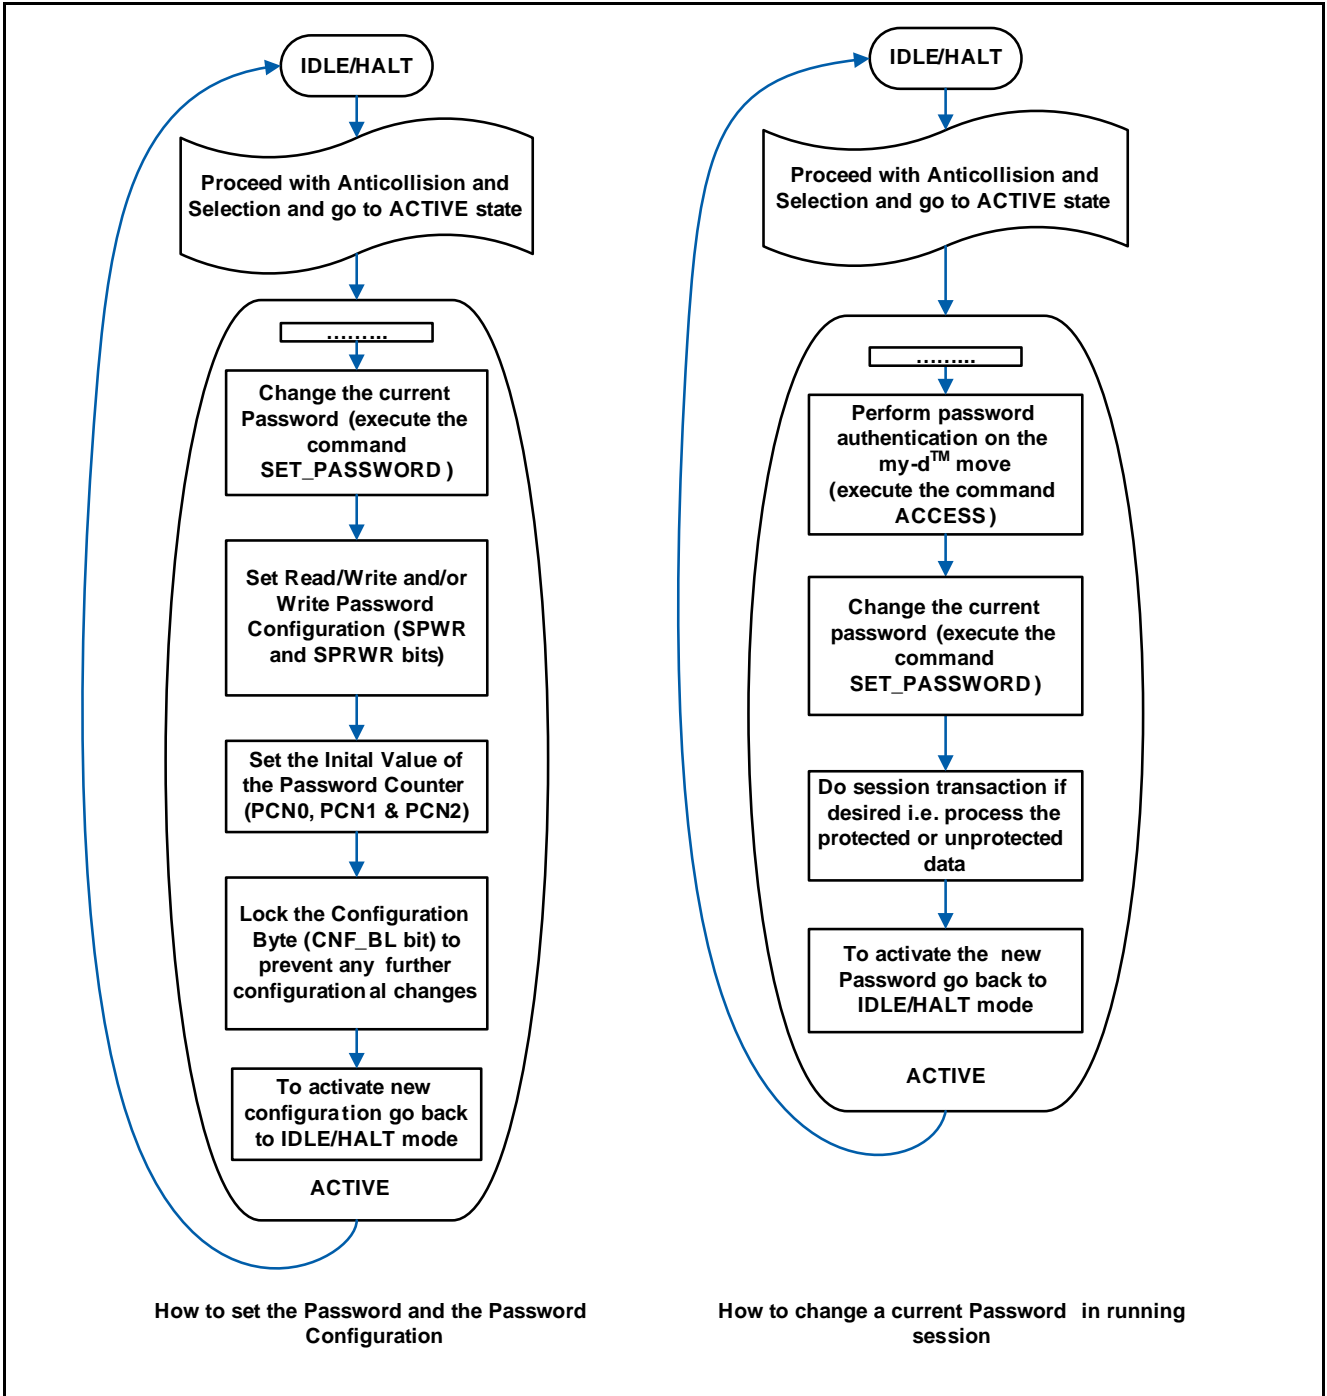 IDLE/HALT
Proceed with Anticollision and
Selection and go to ACTIVE state
.........
Change the current
Password (execute the
command
SET_PASSWORD )
Set Read/Write and/or
Write Password
Configuration (SPWR
and SPRWR bits)
Set the Inital Value of
the Password Counter
(PCN0, PCN1 & PCN2)
Lock the Configuration
Byte (CNF_BL bit) to
prevent any further
configurational changes
To activate new
configuration go back
to IDLE/HALT mode
ACTIVE
How to set the Password and the Password
Configuration
IDLE/HALT
Proceed with Anticollision and
Selection and go to ACTIVE state
.........
Perform password
authentication on the
my-d™ move
(execute the command
ACCESS )
Change the current
password (execute the
command
SET_PASSWORD )
Do session transaction if
desired i.e. process the
protected or unprotected
data
To activate the new
Password go back to
IDLE/HALT mode
ACTIVE
How to change a current Password in running
session